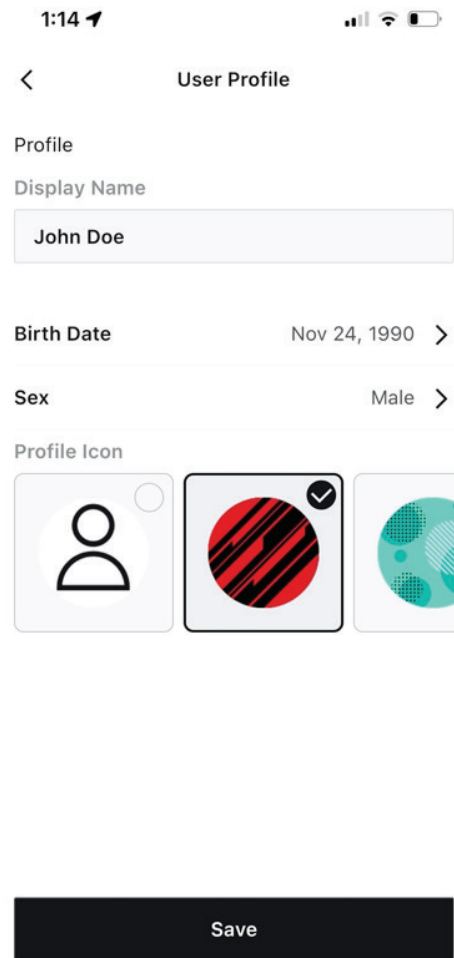 1:14
User Profile
Profile
Display Name
John Doe
Birth Date Nov 24, 1990
Sex Male
Profile Icon
Save